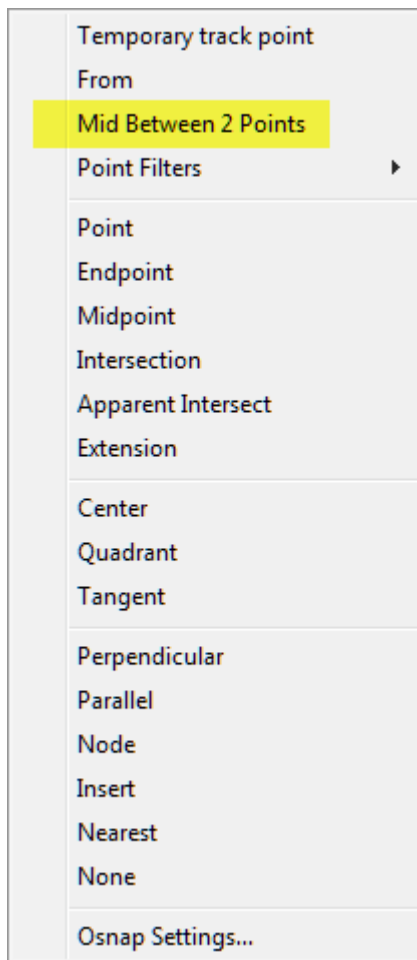 Temporary track point
From
Mid Between 2 Points
Point Filters
Point
Endpoint
Midpoint
Intersection
Apparent Intersect
Extension
Center
Quadrant
Tangent
Perpendicular
Parallel
Node
Insert
Nearest
None
Osnap Settings...